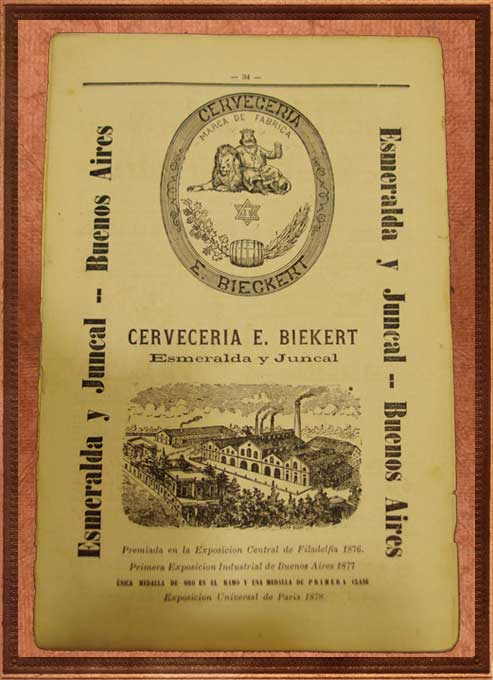 — 34 —
CERVECERIA
MARCA DE FABRICA
E. BIECKERT
Esmeralda y Juncal -- Buenos Aires
Esmeralda y Juncal -- Buenos Aires
CERVECERIA E. BIEKERT
Esmeralda y Juncal
Premiada en la Exposicion Central de Filadelfia 1876.
Primera Exposicion Industrial de Buenos Aires 1877
ÚNICA MEDALLA DE ORO EN EL RAMO Y UNA MEDALLA DE PRIMERA CLASE
Exposicion Universal de Paris 1878